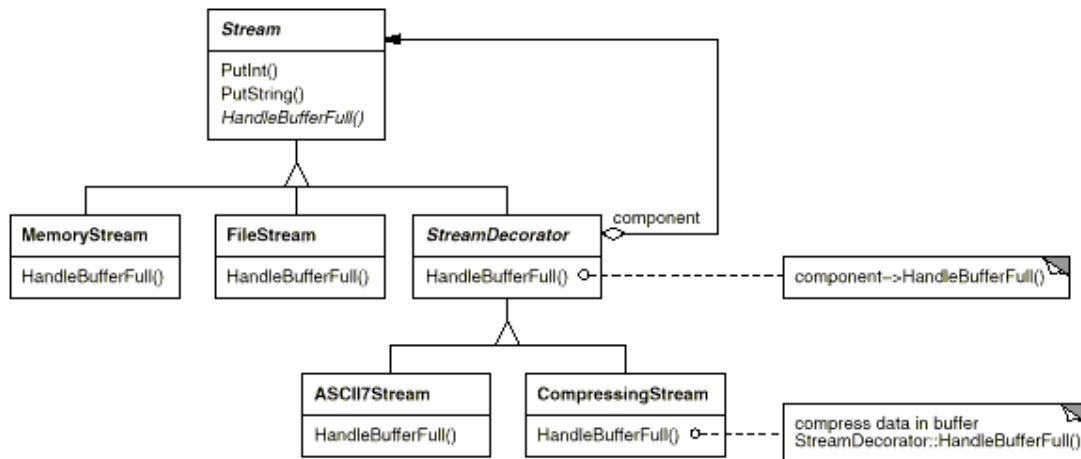 Stream
PutInt()
PutString()
HandleBufferFull()
component
MemoryStream
HandleBufferFull()
FileStream
HandleBufferFull()
StreamDecorator
HandleBufferFull()
component–>HandleBufferFull()
ASCII7Stream
HandleBufferFull()
CompressingStream
HandleBufferFull()
compress data in buffer
StreamDecorator::HandleBufferFull()